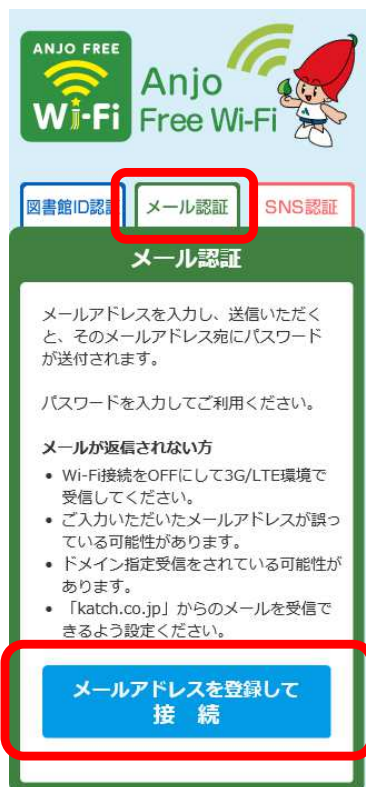 ANJO FREE
Wi-Fi
Anjo
Free Wi-Fi
図書館ID認証
メール認証
SNS認証
メール認証
メールアドレスを入力し、送信いただく
と、そのメールアドレス宛にパスワード
が送付されます。
パスワードを入力してご利用ください。
メールが返信されない方
• Wi-Fi接続をOFFにして3G/LTE環境で
受信してください。
• ご入力いただいたメールアドレスが誤っ
ている可能性があります。
• ドメイン指定受信をされている可能性が
あります。
• 「katch.co.jp」からのメールを受信で
きるよう設定ください。
メールアドレスを登録して
接 続